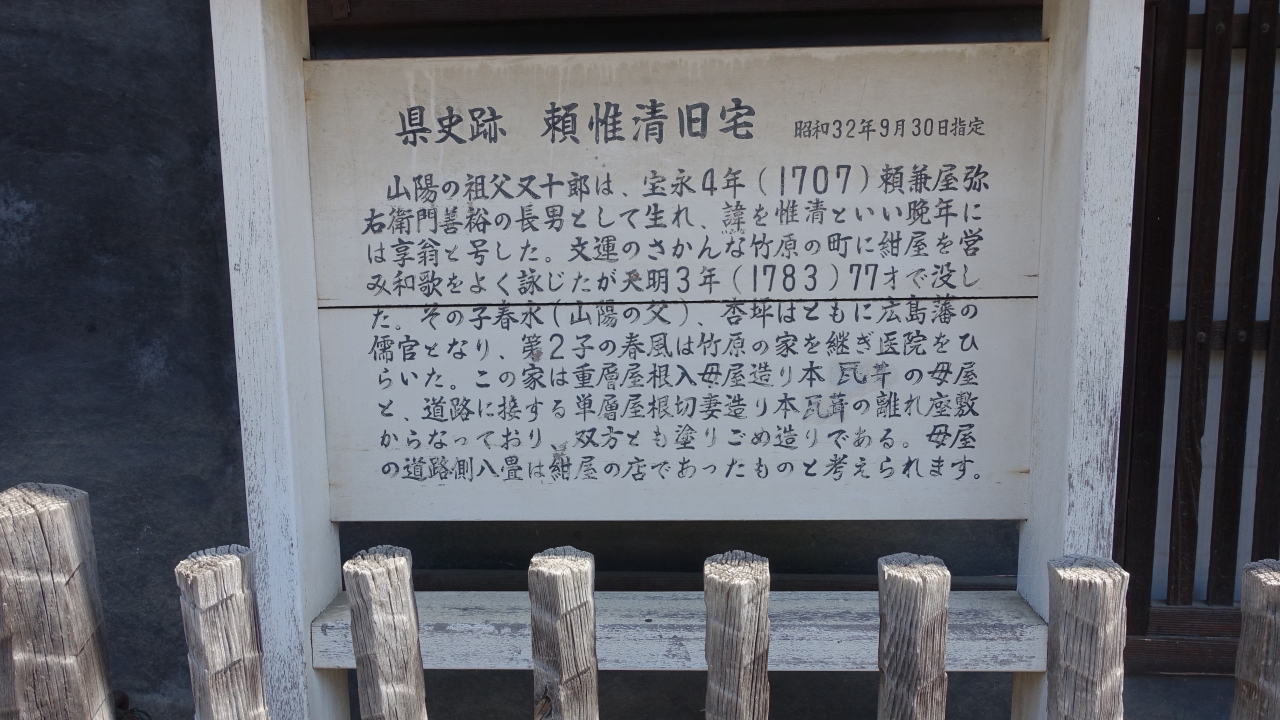 県史跡 頼惟清旧宅 昭和32年9月30日指定
山陽の祖父又十郎は、宝永4年(1707)頼兼屋弥
右衛門善裕の長男として生れ、諱を惟清といい晩年に
は享翁と号した。文運のさかんな竹原の町に紺屋を営
み和歌をよく詠じたが天明3年(1783)77才で没し
た。その子春水(山陽の父)、杏坪はともに広島藩の
儒官となり、第2子の春風は竹原の家を継ぎ医院をひ
らいた。この家は重層屋根入母屋造り本瓦葺の母屋
と、道路に接する単層屋根切妻造り本瓦葺の離れ座敷
からなっており、双方とも塗りごめ造りである。母屋
の道路側八畳は紺屋の店であったものと考えられます。